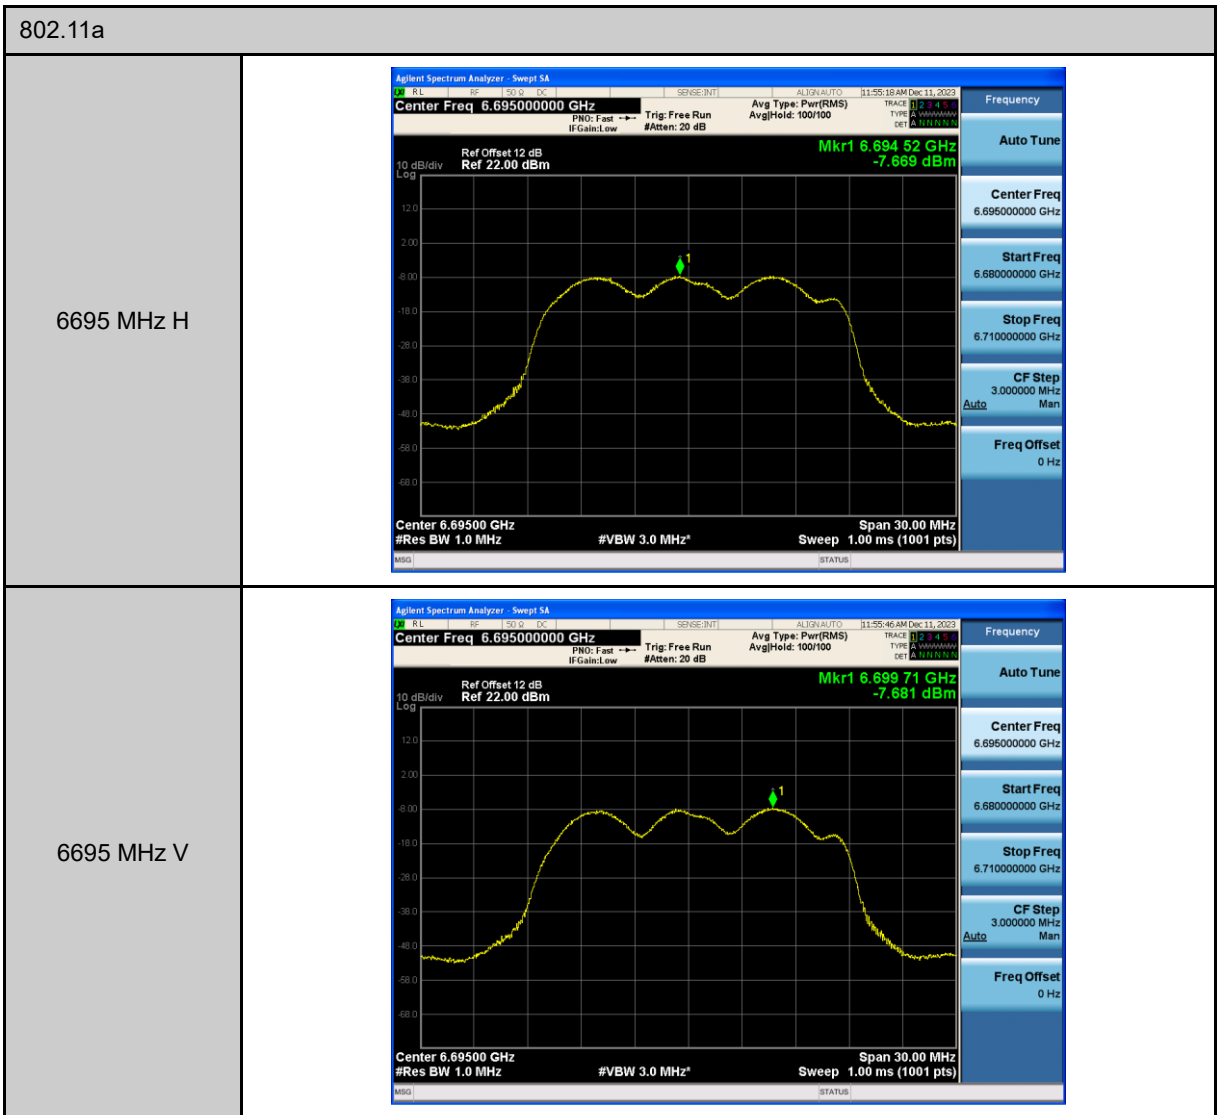 802.11a
6695 MHz H
Agilent Spectrum Analyzer - Swept SA
RL RF 50 Ω DC SENSE:INT ALIGNAUTO 11:55:18 AM Dec 11, 2023
Center Freq 6.695000000 GHz
PNO: Fast
IFGain:Low
Trig: Free Run
#Atten: 20 dB
Avg Type: Pwr(RMS)
Avg|Hold: 100/100
TRACE 1 2 3 4 5 6
TYPE A WWWWW
DET A N N N N N
Mkr1 6.694 52 GHz
-7.669 dBm
Ref Offset 12 dB
10 dB/div Ref 22.00 dBm
Log
12.0
2.00
-8.00
-18.0
-28.0
-38.0
-48.0
-58.0
-68.0
1
Center 6.69500 GHz Span 30.00 MHz
#Res BW 1.0 MHz #VBW 3.0 MHz* Sweep 1.00 ms (1001 pts)
MSG STATUS
Frequency
Auto Tune
Center Freq
6.695000000 GHz
Start Freq
6.680000000 GHz
Stop Freq
6.710000000 GHz
CF Step
3.000000 MHz
Auto Man
Freq Offset
0 Hz
6695 MHz V
Agilent Spectrum Analyzer - Swept SA
RL RF 50 Ω DC SENSE:INT ALIGNAUTO 11:55:46 AM Dec 11, 2023
Center Freq 6.695000000 GHz
PNO: Fast
IFGain:Low
Trig: Free Run
#Atten: 20 dB
Avg Type: Pwr(RMS)
Avg|Hold: 100/100
TRACE 1 2 3 4 5 6
TYPE A WWWWW
DET A N N N N N
Mkr1 6.699 71 GHz
-7.681 dBm
Ref Offset 12 dB
10 dB/div Ref 22.00 dBm
Log
12.0
2.00
-8.00
-18.0
-28.0
-38.0
-48.0
-58.0
-68.0
1
Center 6.69500 GHz Span 30.00 MHz
#Res BW 1.0 MHz #VBW 3.0 MHz* Sweep 1.00 ms (1001 pts)
MSG STATUS
Frequency
Auto Tune
Center Freq
6.695000000 GHz
Start Freq
6.680000000 GHz
Stop Freq
6.710000000 GHz
CF Step
3.000000 MHz
Auto Man
Freq Offset
0 Hz